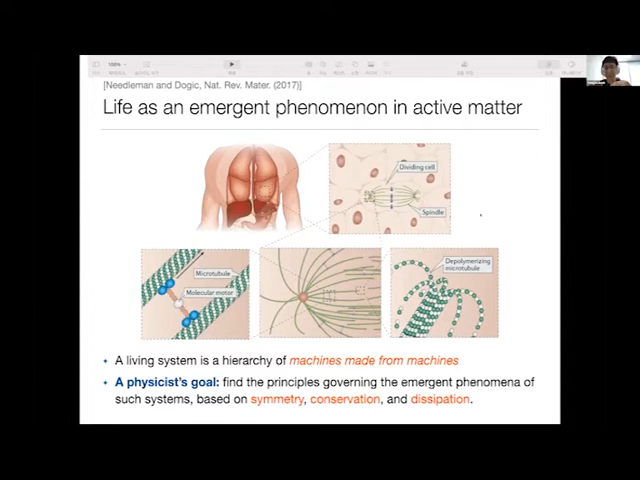 100%
[Needleman and Dogic, Nat. Rev. Mater. (2017)]
Life as an emergent phenomenon in active matter
Dividing cell
Spindle
Microtubule
Molecular motor
Depolymerizing
microtubule
A living system is a hierarchy of machines made from machines
A physicist's goal: find the principles governing the emergent phenomena of
such systems, based on symmetry, conservation, and dissipation.